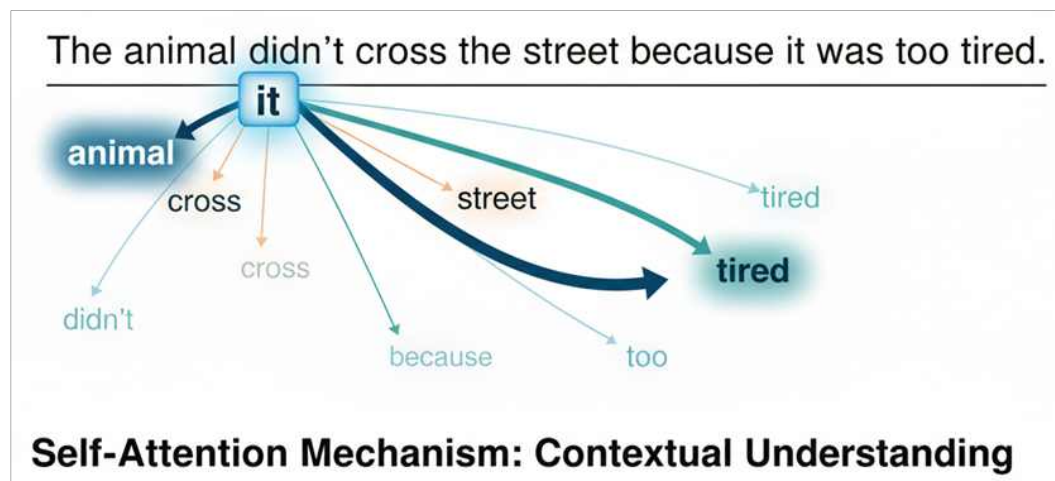 The animal didn't cross the street because it was too tired.
it
animal
cross
street
tired
cross
tired
didn't
because
too
Self-Attention Mechanism: Contextual Understanding